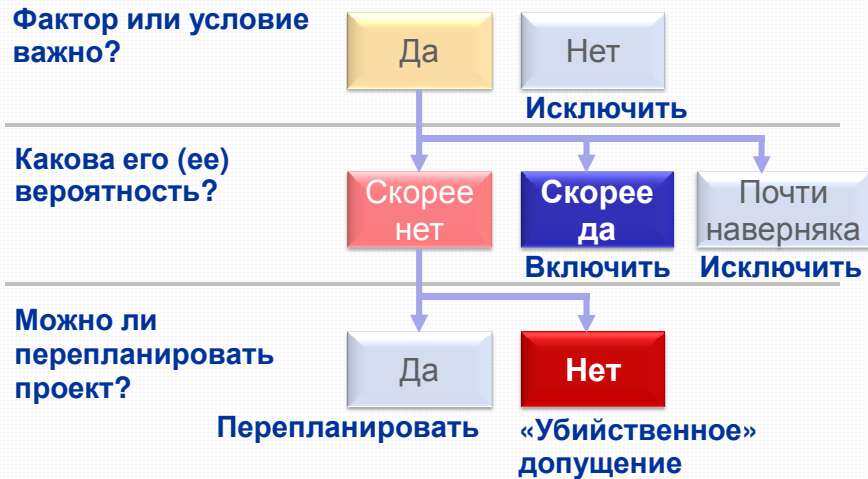 Фактор или условие
важно?
Да
Нет
Исключить
Какова его (ее)
вероятность?
Скорее
нет
Скорее
да
Почти
наверняка
Включить
Исключить
Можно ли
перепланировать
проект?
Да
Нет
Перепланировать
«Убийственное»
допущение